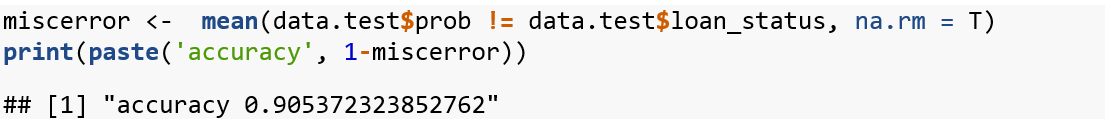 miscerror <-  mean(data.test$prob != data.test$loan_status, na.rm = T)
print(paste('accuracy', 1-miscerror))
## [1] "accuracy 0.905372323852762"